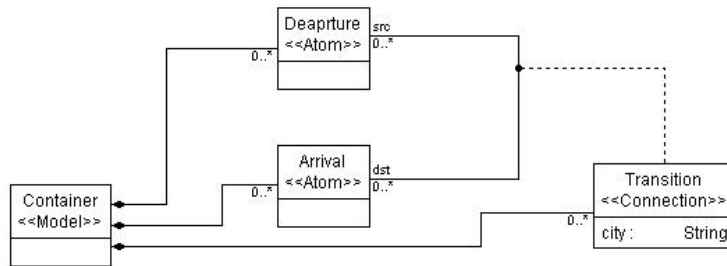 Deaprture
<<Atom>>
src
0..*
0..*
Arrival
<<Atom>>
dst
0..*
0..*
Container
<<Model>>
Transition
<<Connection>>
0..*
city : String